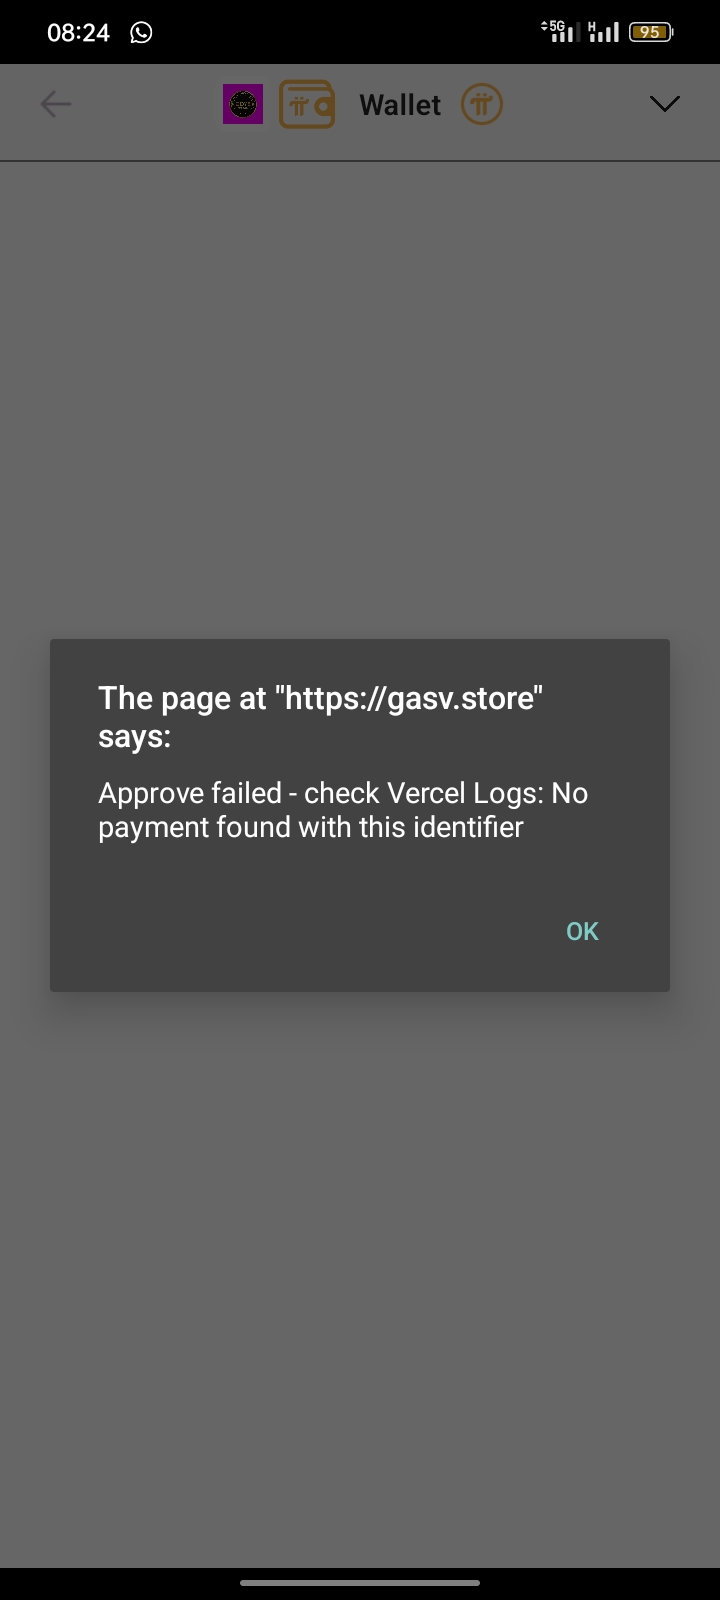 08:24
5G
H
95
Wallet
The page at "https://gasv.store"
says:
Approve failed - check Vercel Logs: No
payment found with this identifier
OK